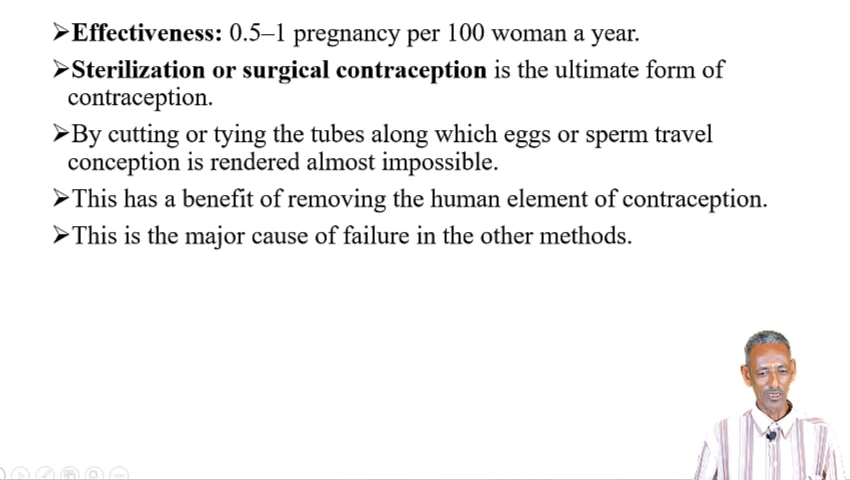 ➢Effectiveness: 0.5–1 pregnancy per 100 woman a year.
➢Sterilization or surgical contraception is the ultimate form of
contraception.
➢By cutting or tying the tubes along which eggs or sperm travel
conception is rendered almost impossible.
➢This has a benefit of removing the human element of contraception.
➢This is the major cause of failure in the other methods.